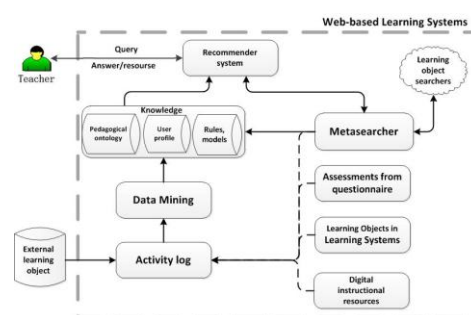 Web-based Learning Systems
Query
Answer/resourse
Teacher
Recommender
system
Learning
object
searchers
Knowledge
Pedagogical
ontology
User
profile
Rules,
models
Metasearcher
Assessments from
questionnaire
Data Mining
Learning Objects in
Learning Systems
External
learning
object
Activity log
Digital
instructional
resources